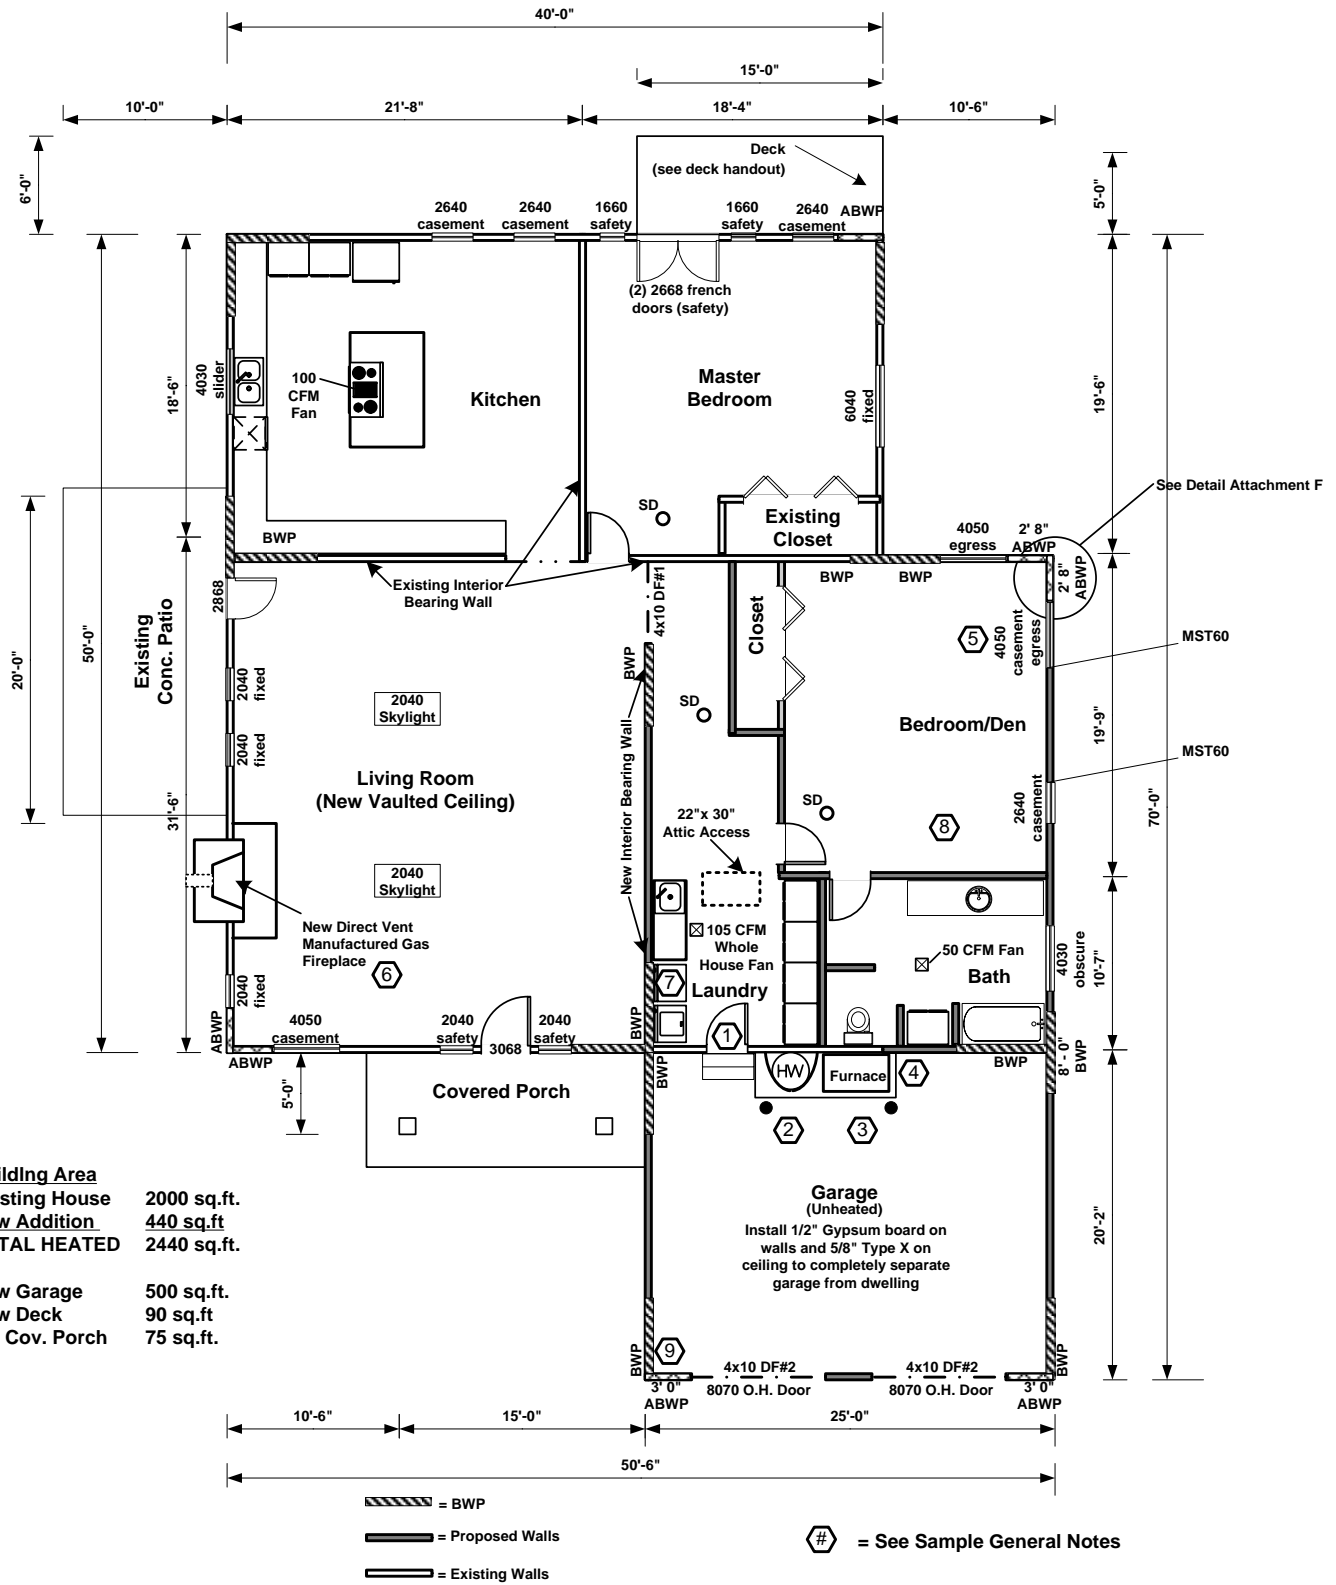 40'-0"
15'-0"
10'-0"
21'-8"
18'-4"
10'-6"
6'-0"
Deck
(see deck handout)
5'-0"
2640
casement
2640
casement
1660
safety
1660
safety
2640
casement
ABWP
(2) 2668 french
doors (safety)
4030
slider
18'-6"
100
CFM
Fan
Kitchen
Master
Bedroom
6040
fixed
19'-6"
See Detail Attachment F
SD
Existing
Closet
4050
egress
2' 8"
ABWP
2' 8"
ABWP
BWP
BWP
BWP
Existing Interior
Bearing Wall
2868
4x10 DF#1
Closet
5
4050
casement
egress
MST60
Existing
Conc. Patio
50'-0"
20'-0"
BWP
2040
fixed
2040
Skylight
SD
Bedroom/Den
19'-9"
2040
fixed
MST60
Living Room
(New Vaulted Ceiling)
New Interior Bearing Wall
31'-6"
70'-0"
SD
22"x 30"
Attic Access
8
2640
casement
2040
Skylight
New Direct Vent
Manufactured Gas
Fireplace
105 CFM
Whole
House Fan
50 CFM Fan
Bath
4030
obscure
10'-7"
6
7
Laundry
2040
fixed
ABWP
ABWP
4050
casement
2040
safety
3068
2040
safety
BWP
BWP
1
BWP
8' - 0"
BWP
HW
Furnace
4
5'-0"
Covered Porch
2
3
ildIng Area
sting House 2000 sq.ft.
w Addition 440 sq.ft
TAL HEATED 2440 sq.ft.
w Garage 500 sq.ft.
w Deck 90 sq.ft
Cov. Porch 75 sq.ft.
Garage
(Unheated)
Install 1/2" Gypsum board on
walls and 5/8" Type X on
ceiling to completely separate
garage from dwelling
20'-2"
BWP
9
BWP
4x10 DF#2
4x10 DF#2
8070 O.H. Door
8070 O.H. Door
3' 0"
ABWP
3' 0"
ABWP
10'-6"
15'-0"
25'-0"
50'-6"
= BWP
= Proposed Walls
= Existing Walls
# = See Sample General Notes